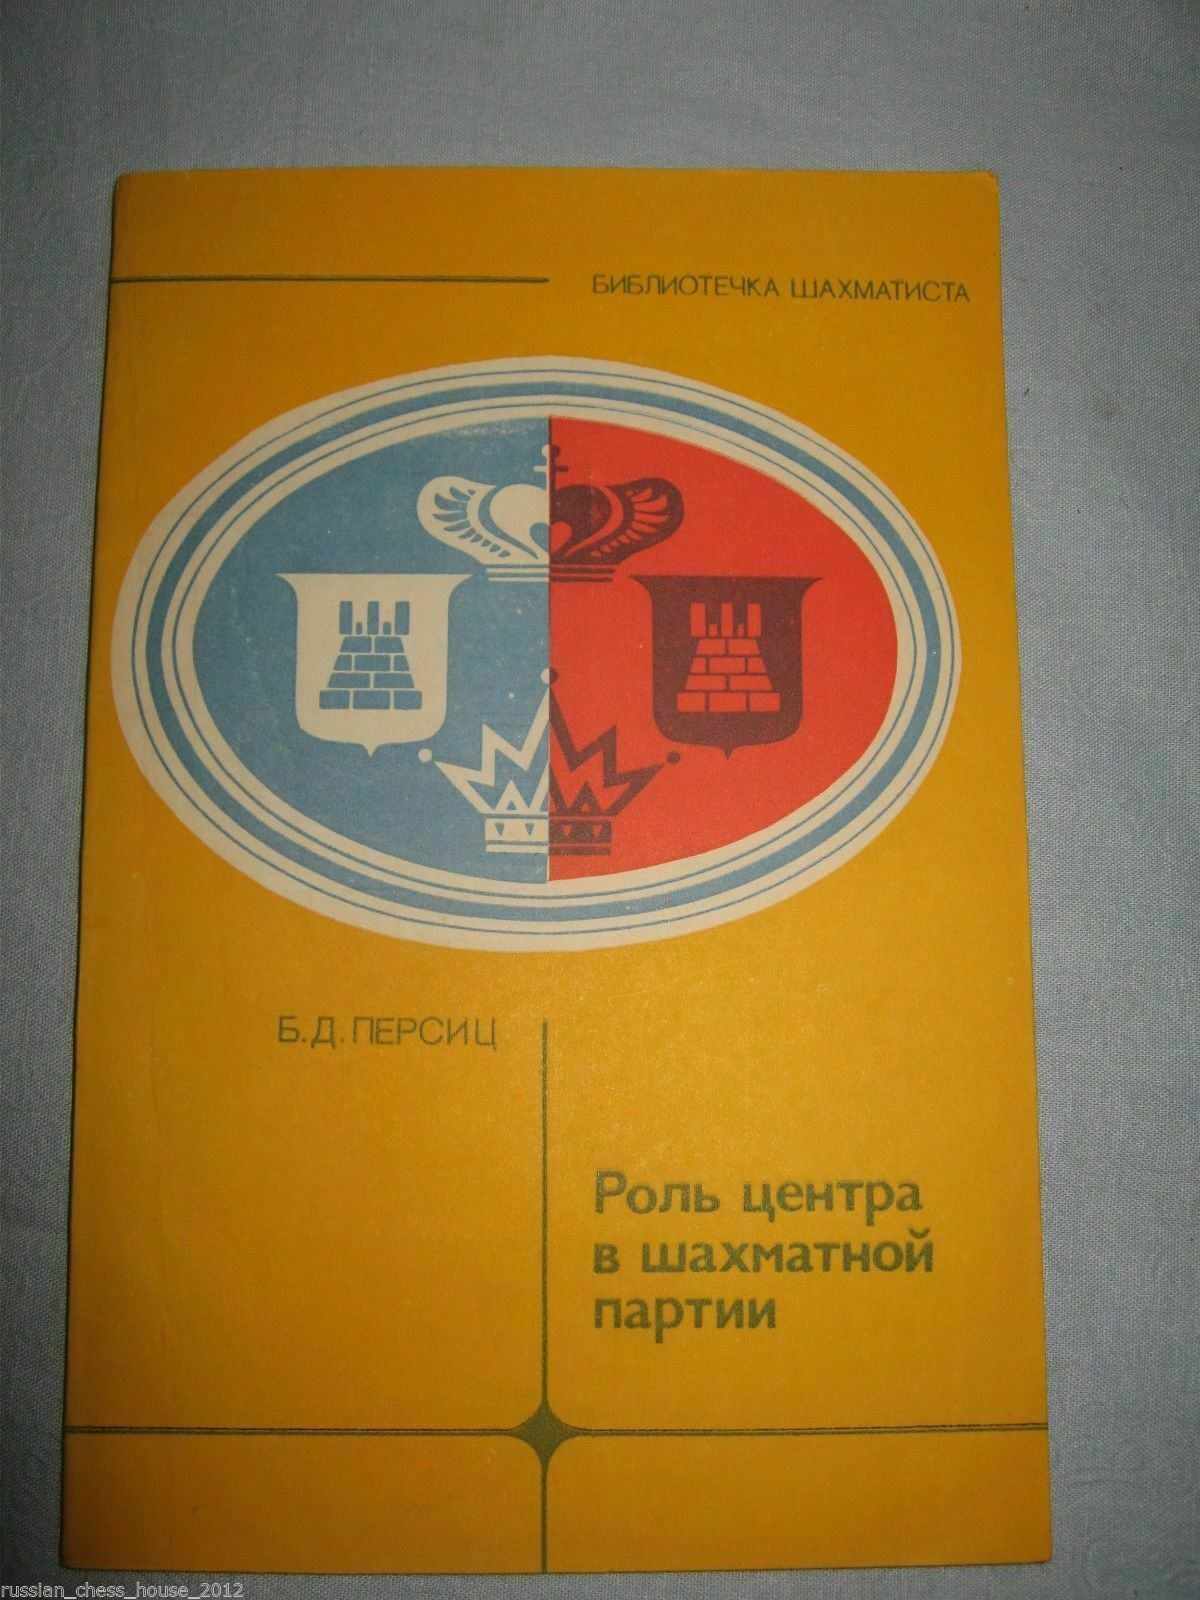 БИБЛИОТЕЧКА ШАХМАТИСТА
Б.Д.ПЕРСИЦ
Роль центра
в шахматной
партии
russian_chess_house_2012